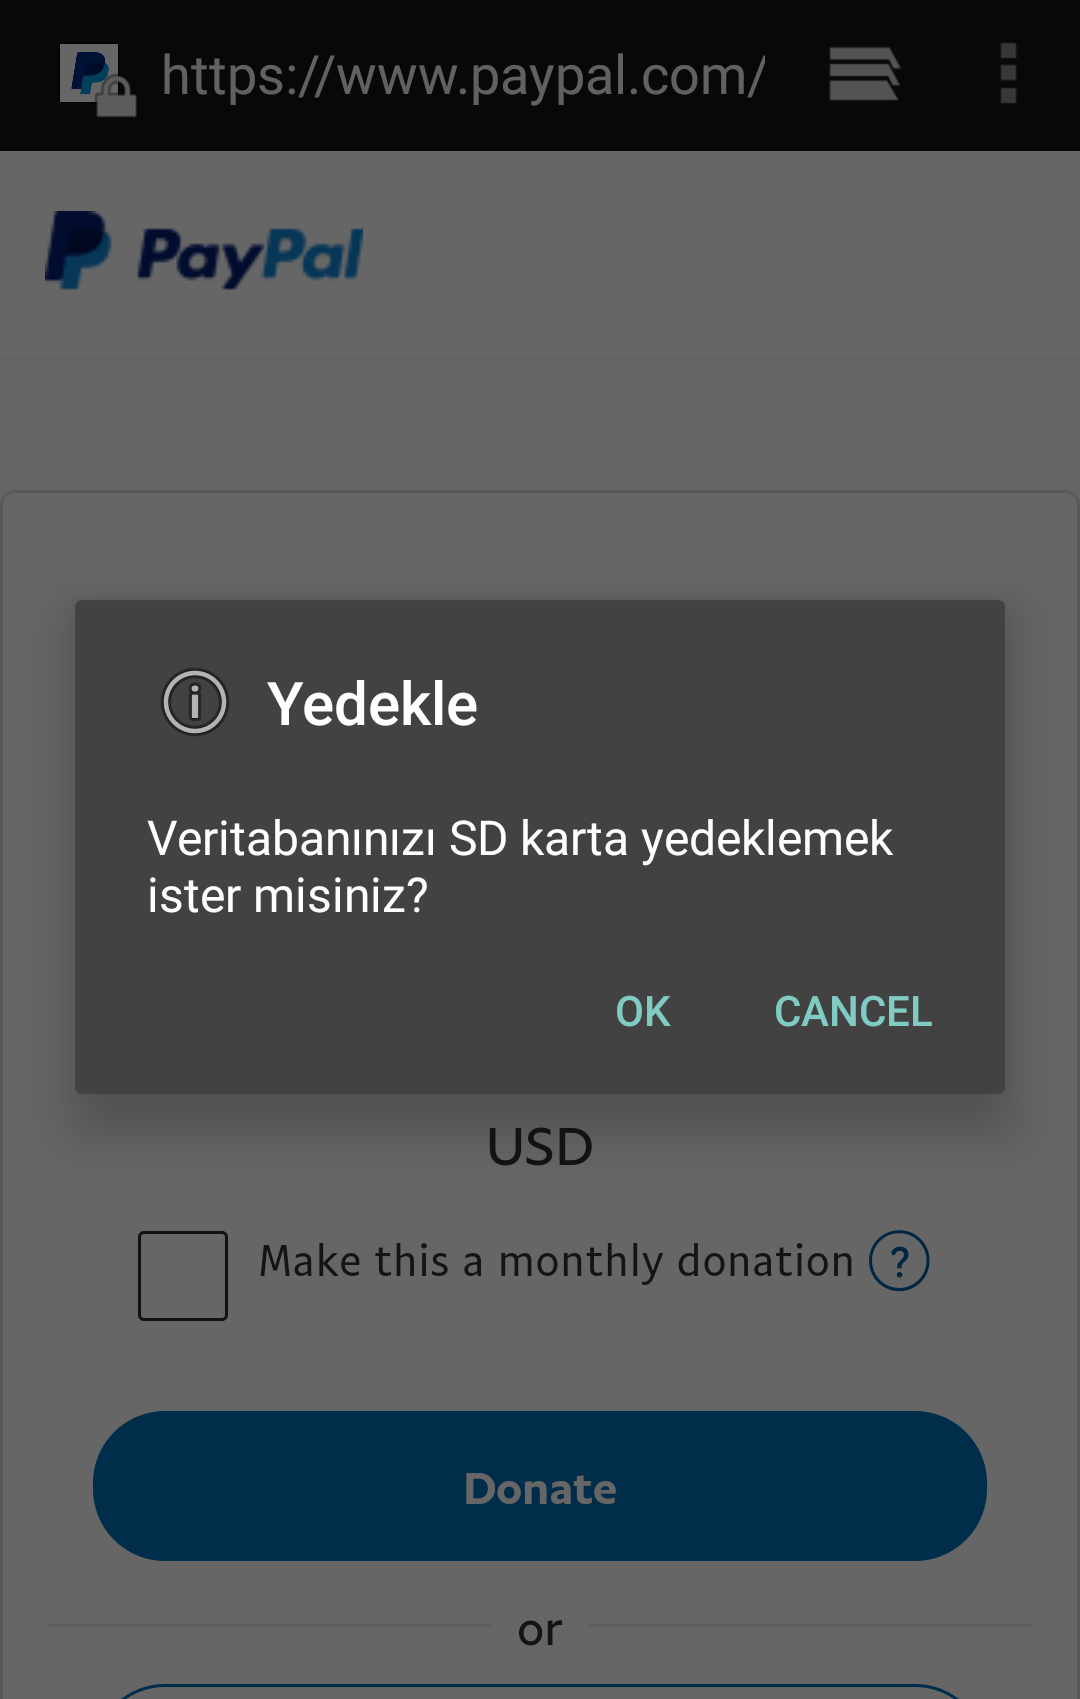 https://www.paypal.com/
PayPal
Yedekle
Veritabanınızı SD karta yedeklemek
ister misiniz?
OK CANCEL
USD
Make this a monthly donation ?
Donate
or